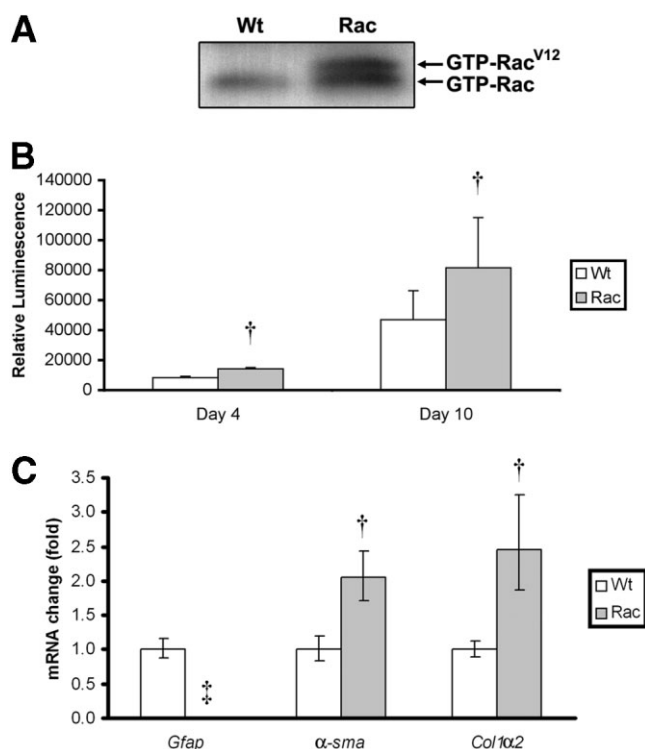 A
Wt Rac
GTP-Rac^V12
GTP-Rac
B
Relative Luminescence
140000
120000
100000
80000
60000
40000
20000
0
†
†
Day 4 Day 10
Wt
Rac
C
mRNA change (fold)
3.5
3.0
2.5
2.0
1.5
1.0
0.5
0.0
‡
†
†
Gfap α-sma Col1α2
Wt
Rac